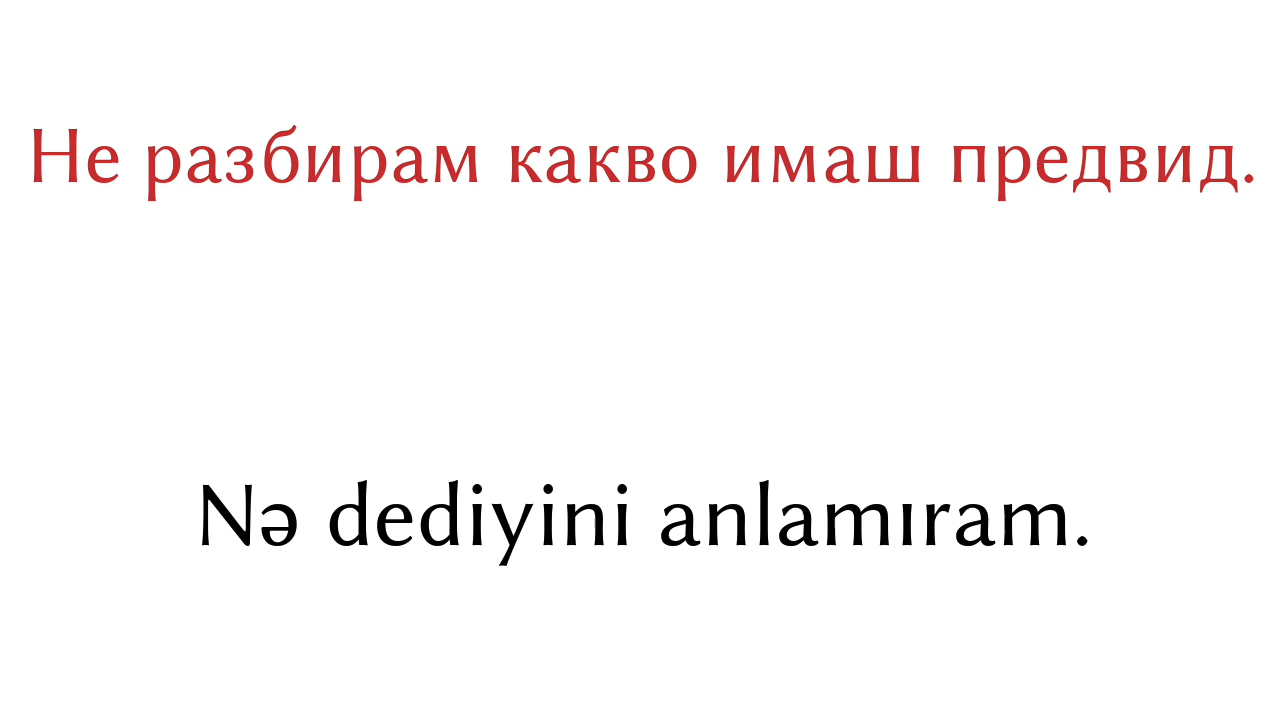 Не разбирам какво имаш предвид.
Nə dediyini anlamıram.